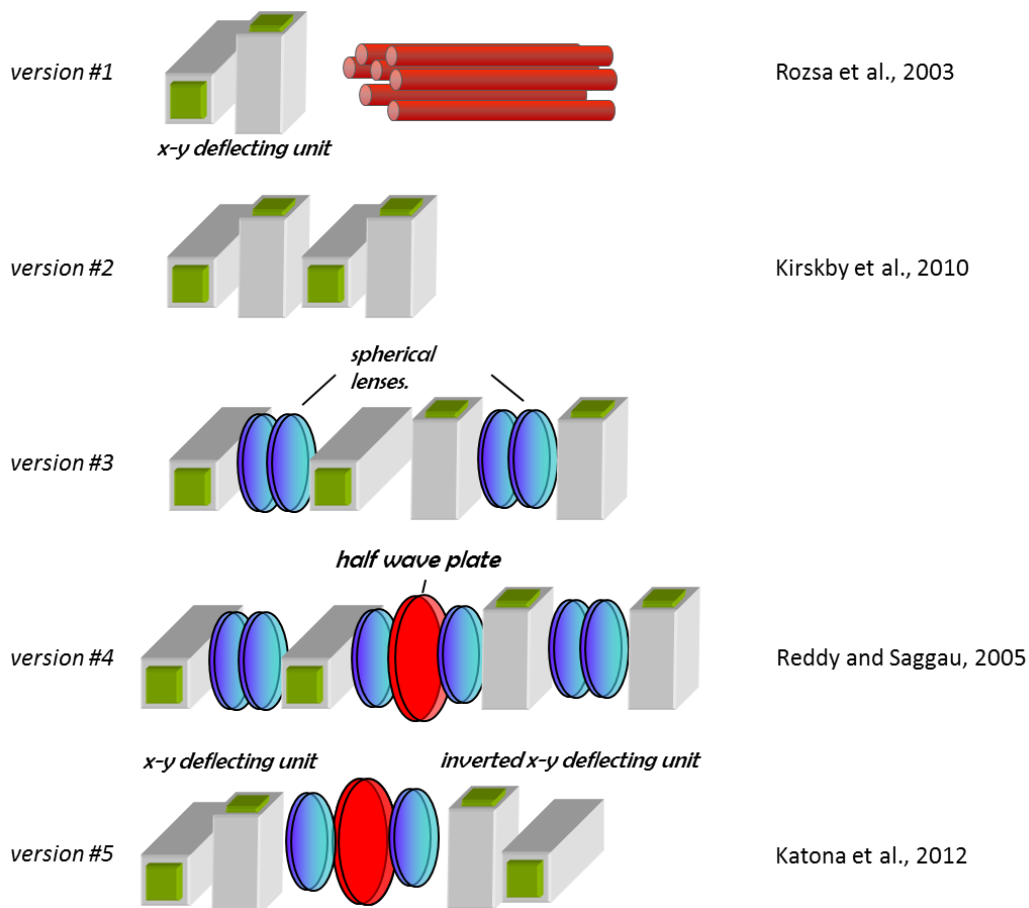 version #1
Rozsa et al., 2003
x-y deflecting unit
version #2
Kirskby et al., 2010
spherical
lenses.
version #3
half wave plate
version #4
Reddy and Saggau, 2005
x-y deflecting unit
inverted x-y deflecting unit
version #5
Katona et al., 2012